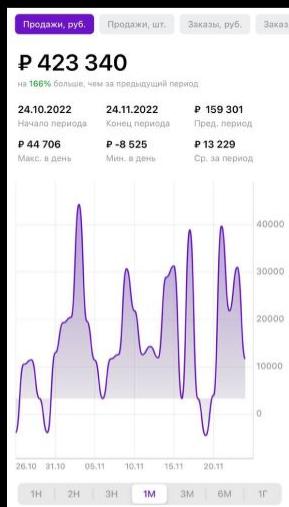 Продажи, руб. Продажи, шт. Заказы, руб. Заказ
₽ 423 340
на 166% больше, чем за предыдущий период
24.10.2022 24.11.2022 ₽ 159 301
Начало периода Конец периода Пред. период
₽ 44 706 ₽ -8 525 ₽ 13 229
Макс. в день Мин. в день Ср. за период
40000
30000
20000
10000
0
26.10 31.10 05.11 10.11 15.11 20.11
1Н 2Н 3Н 1М 3М 6М 1Г